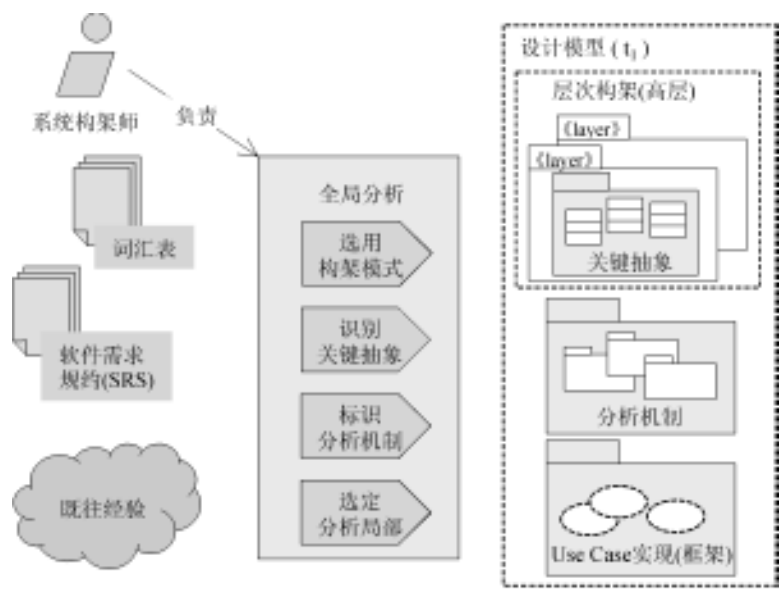 系统构架师
负责
词汇表
软件需求
规约(SRS)
既往经验
全局分析
选用
构架模式
识别
关键抽象
标识
分析机制
选定
分析局部
设计模型 ( t₁ )
层次构架(高层)
《layer》
《layer》
关键抽象
分析机制
Use Case实现(框架)